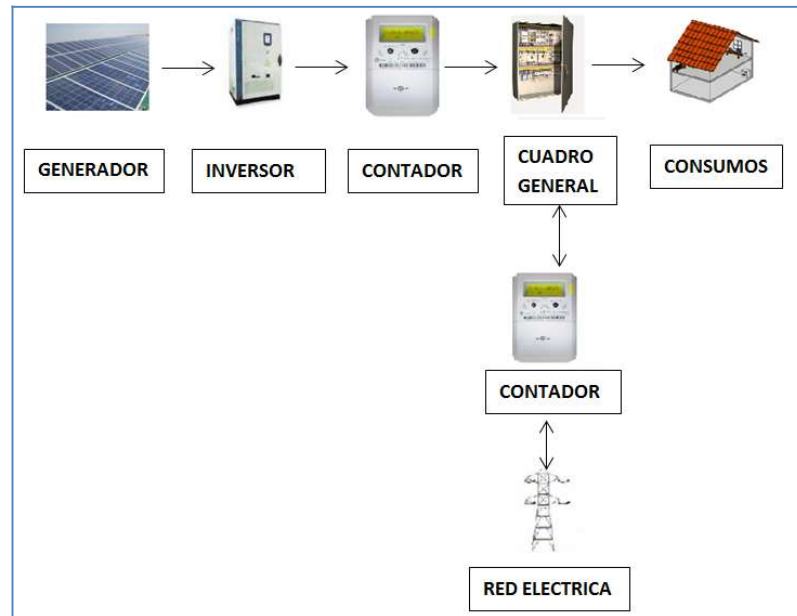 GENERADOR
INVERSOR
CONTADOR
CUADRO
GENERAL
CONSUMOS
CONTADOR
RED ELECTRICA